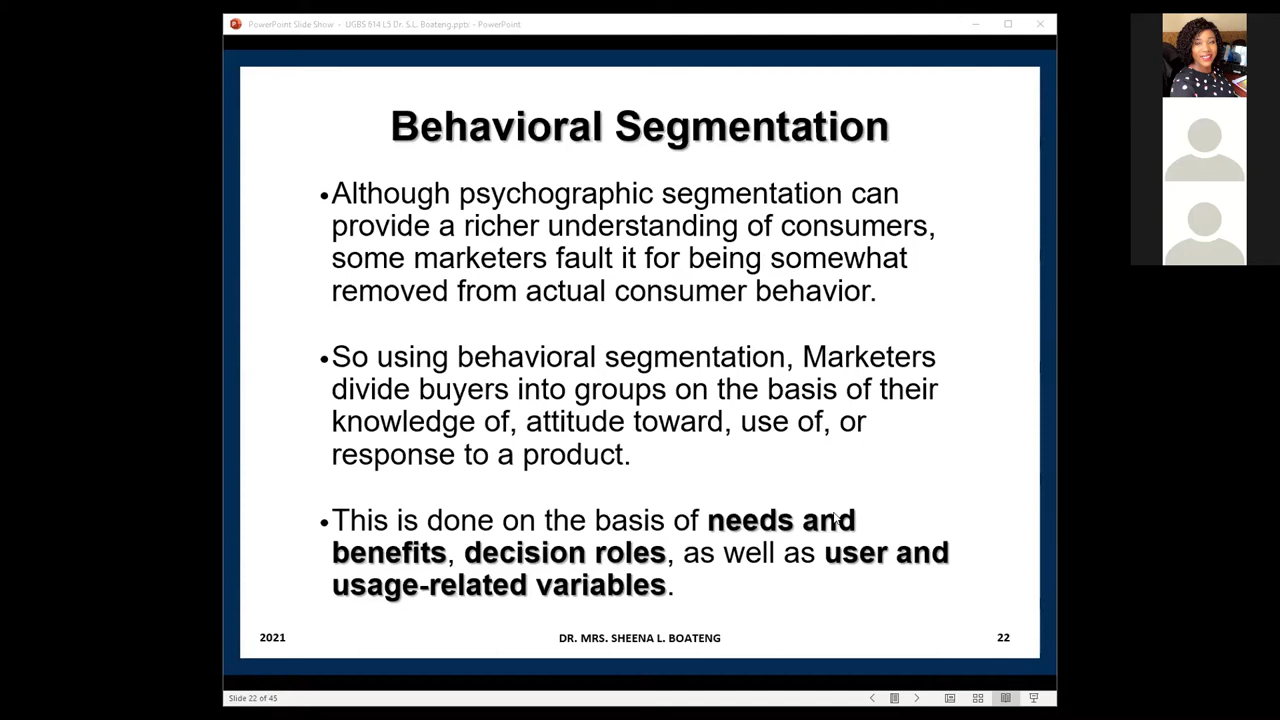 PowerPoint Slide Show - UGBS 614 L5 Dr. S.L. Boateng.pptx - PowerPoint
Behavioral Segmentation
•Although psychographic segmentation can
provide a richer understanding of consumers,
some marketers fault it for being somewhat
removed from actual consumer behavior.
•So using behavioral segmentation, Marketers
divide buyers into groups on the basis of their
knowledge of, attitude toward, use of, or
response to a product.
•This is done on the basis of needs and
benefits, decision roles, as well as user and
usage-related variables.
2021 DR. MRS. SHEENA L. BOATENG 22
Slide 22 of 45